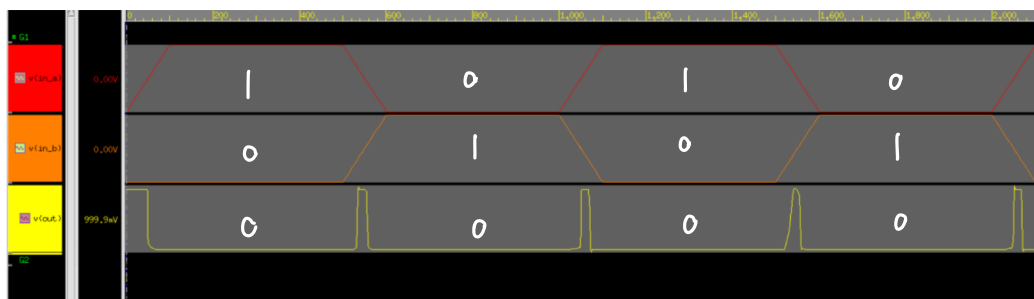 0 200 400 600 800 1,000 1,200 1,400 1,600 1,800 2,000
G1
v(in_a) 0.00V 1 0 1 0
v(in_b) 0.00V 0 1 0 1
v(out) 999.9mV 0 0 0 0
G2